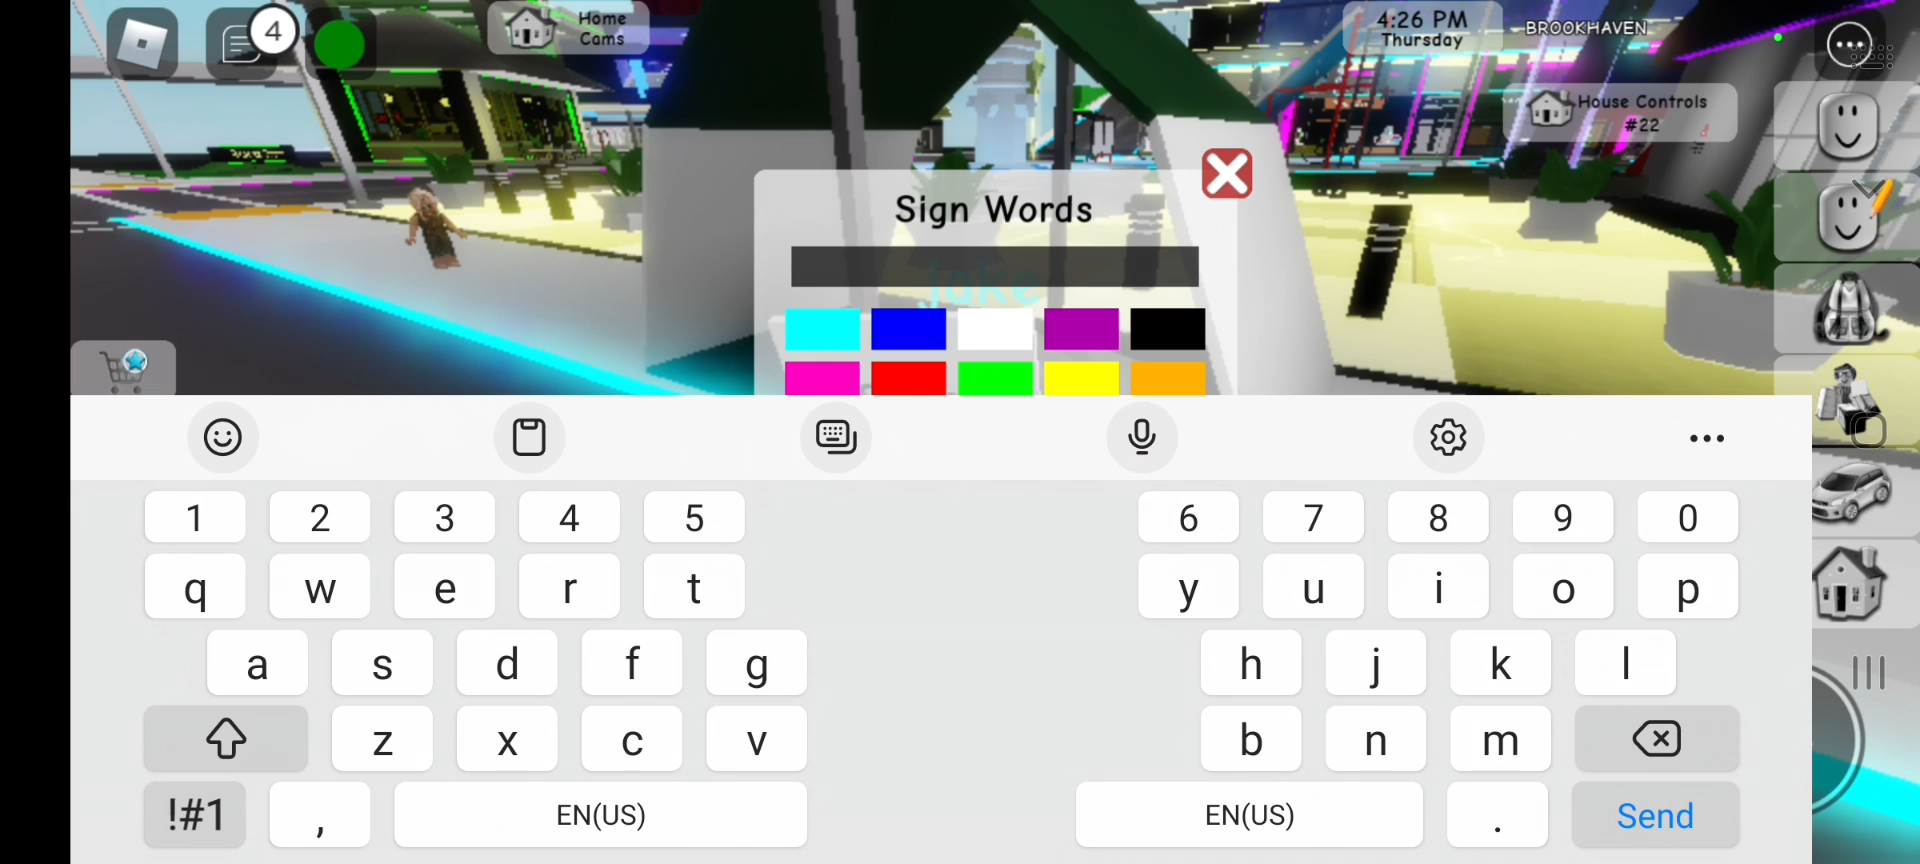 4
Home
Cams
4:26 PM
Thursday
BROOKHAVEN
House Controls
#22
Sign Words
jake
1 2 3 4 5 6 7 8 9 0
q w e r t y u i o p
a s d f g h j k l
z x c v b n m
!#1 , EN(US) EN(US) . Send